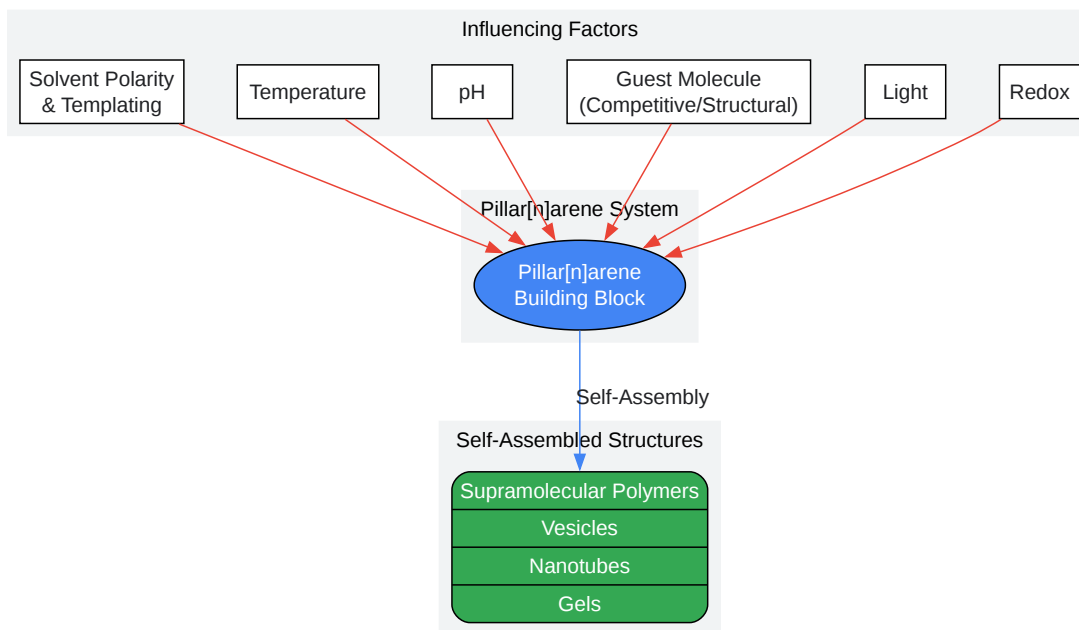 Influencing Factors
Solvent Polarity
& Templating
Temperature
pH
Guest Molecule
(Competitive/Structural)
Light
Redox
Pillar[n]arene System
Pillar[n]arene
Building Block
Self-Assembly
Self-Assembled Structures
Supramolecular Polymers
Vesicles
Nanotubes
Gels